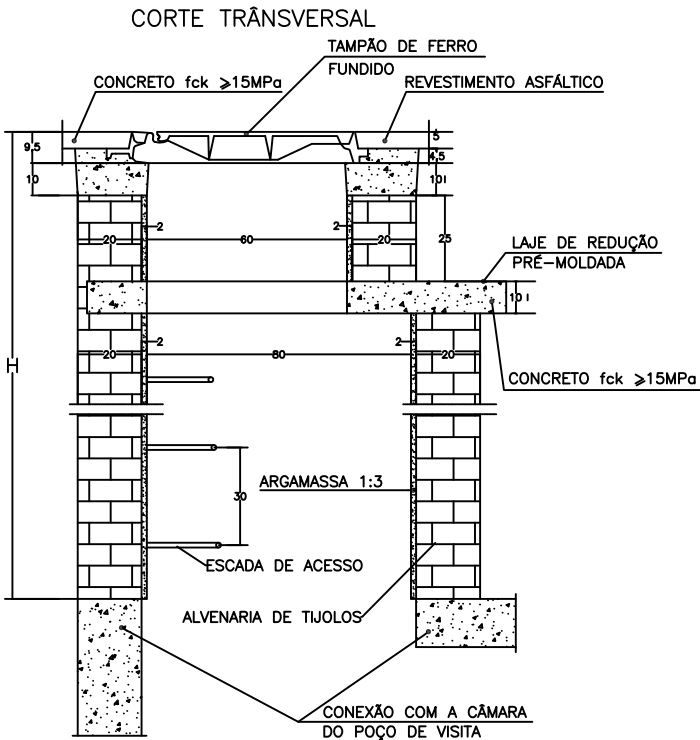 CORTE TRÂNSVERSAL
TAMPÃO DE FERRO
FUNDIDO
CONCRETO fck ⩾15MPa
REVESTIMENTO ASFÁLTICO
9.5
5
4.5
10
10
2
2
20
60
20
25
LAJE DE REDUÇÃO
PRÉ-MOLDADA
10
2
2
20
80
20
H
CONCRETO fck ⩾15MPa
ARGAMASSA 1:3
30
ESCADA DE ACESSO
ALVENARIA DE TIJOLOS
CONEXÃO COM A CÂMARA
DO POÇO DE VISITA